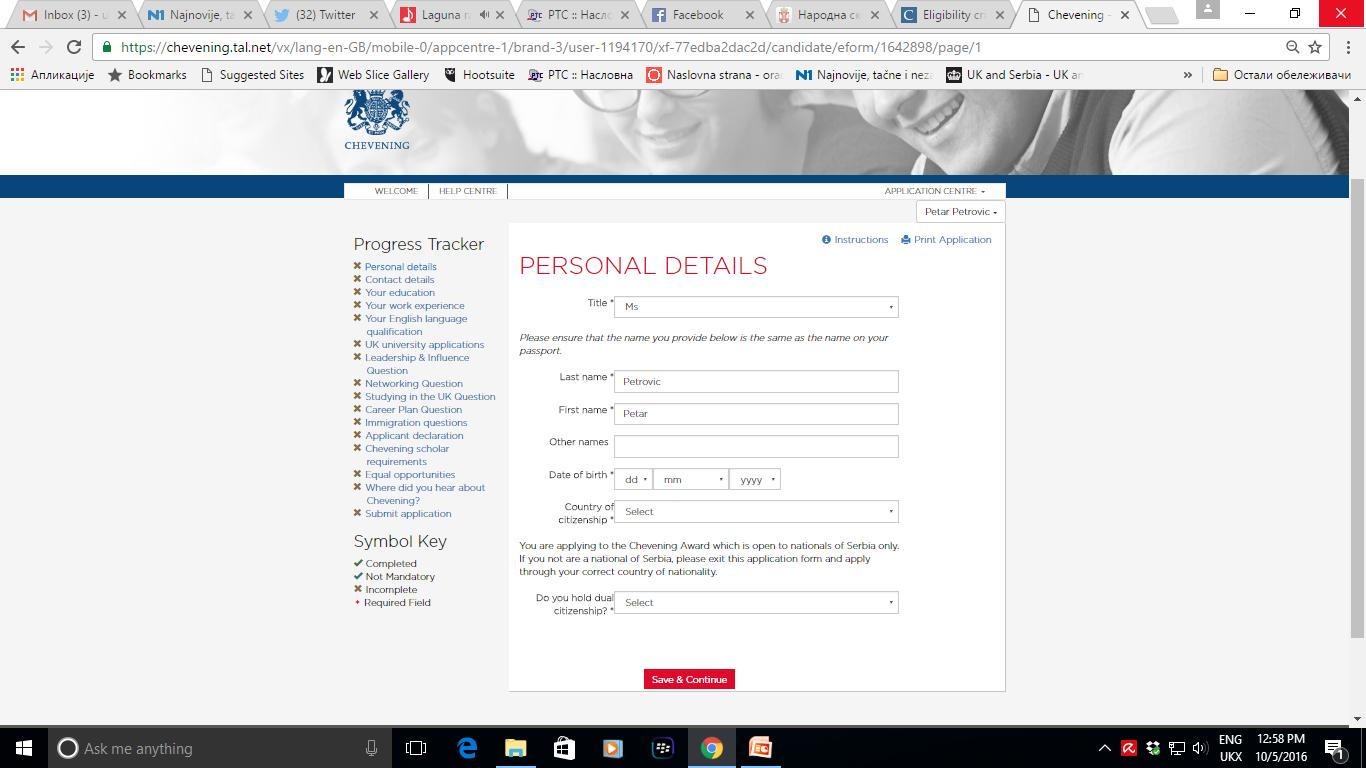 Inbox (3) - u
Najnovije, ta
(32) Twitter
Laguna ra
РТС :: Насло
Facebook
Народна ск
Eligibility cri
Chevening -
https://chevening.tal.net/vx/lang-en-GB/mobile-0/appcentre-1/brand-3/user-1194170/xf-77edba2dac2d/candidate/eform/1642898/page/1
Апликације Bookmarks Suggested Sites Web Slice Gallery Hootsuite РТС :: Насловна Naslovna strana - ora Najnovije, tačne i neza UK and Serbia - UK an » Остали обележивачи
CHEVENING
WELCOME HELP CENTRE APPLICATION CENTRE
Petar Petrovic
Progress Tracker
Personal details
Contact details
Your education
Your work experience
Your English language
qualification
UK university applications
Leadership & Influence
Question
Networking Question
Studying in the UK Question
Career Plan Question
Immigration questions
Applicant declaration
Chevening scholar
requirements
Equal opportunities
Where did you hear about
Chevening?
Submit application
Symbol Key
Completed
Not Mandatory
Incomplete
* Required Field
Instructions Print Application
PERSONAL DETAILS
Title * Ms
Please ensure that the name you provide below is the same as the name on your
passport.
Last name * Petrovic
First name * Petar
Other names
Date of birth * dd mm yyyy
Country of
citizenship * Select
You are applying to the Chevening Award which is open to nationals of Serbia only.
If you not are a national of Serbia, please exit this application form and apply
through your correct country of nationality.
Do you hold dual
citizenship? * Select
Save & Continue
Ask me anything
ENG
UKX
12:58 PM
10/5/2016
1